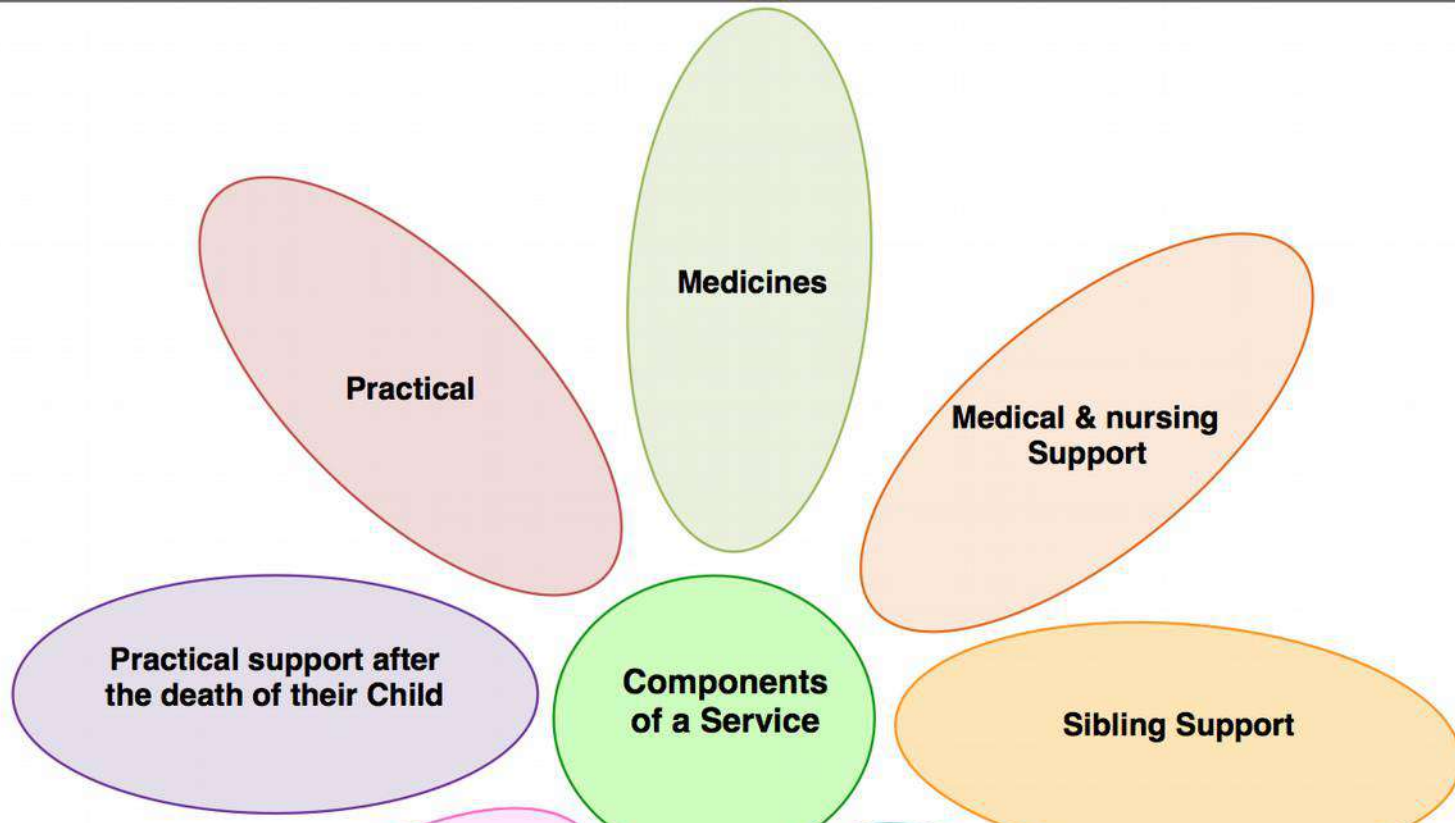 Medicines
Practical
Medical & nursing
Support
Practical support after
the death of their Child
Components
of a Service
Sibling Support